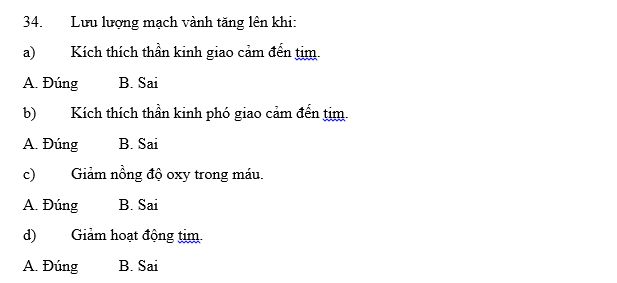 34. Lưu lượng mạch vành tăng lên khi:
a) Kích thích thần kinh giao cảm đến tim.
A. Đúng B. Sai
b) Kích thích thần kinh phó giao cảm đến tim.
A. Đúng B. Sai
c) Giảm nồng độ oxy trong máu.
A. Đúng B. Sai
d) Giảm hoạt động tim.
A. Đúng B. Sai